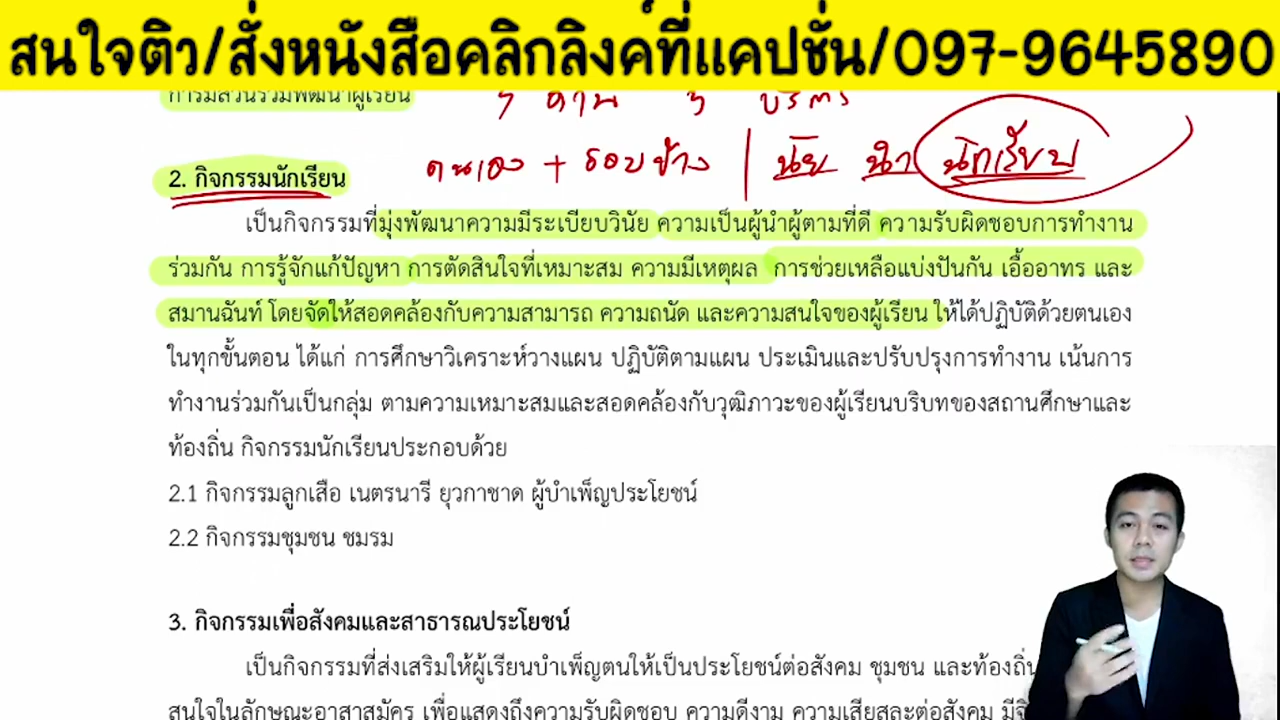 สนใจติว/สั่งหนังสือคลิกลิงค์ที่แคปชั่น/097-9645890
การมีส่วนร่วมพัฒนาผู้เรียน
ตนเอง + รอบข้าง | นัย นำ นักเรียน
2. กิจกรรมนักเรียน
เป็นกิจกรรมที่มุ่งพัฒนาความมีระเบียบวินัย ความเป็นผู้นำผู้ตามที่ดี ความรับผิดชอบการทำงาน
ร่วมกัน การรู้จักแก้ปัญหา การตัดสินใจที่เหมาะสม ความมีเหตุผล การช่วยเหลือแบ่งปันกัน เอื้ออาทร และ
สมานฉันท์ โดยจัดให้สอดคล้องกับความสามารถ ความถนัด และความสนใจของผู้เรียน ให้ได้ปฏิบัติด้วยตนเอง
ในทุกขั้นตอน ได้แก่ การศึกษาวิเคราะห์วางแผน ปฏิบัติตามแผน ประเมินและปรับปรุงการทำงาน เน้นการ
ทำงานร่วมกันเป็นกลุ่ม ตามความเหมาะสมและสอดคล้องกับวุฒิภาวะของผู้เรียนบริบทของสถานศึกษาและ
ท้องถิ่น กิจกรรมนักเรียนประกอบด้วย
2.1 กิจกรรมลูกเสือ เนตรนารี ยุวกาชาด ผู้บำเพ็ญประโยชน์
2.2 กิจกรรมชุมชน ชมรม
3. กิจกรรมเพื่อสังคมและสาธารณประโยชน์
เป็นกิจกรรมที่ส่งเสริมให้ผู้เรียนบำเพ็ญตนให้เป็นประโยชน์ต่อสังคม ชุมชน และท้องถิ่น
สนใจในลักษณะอาสาสมัคร เพื่อแสดงถึงความรับผิดชอบ ความดีงาม ความเสียสละต่อสังคม